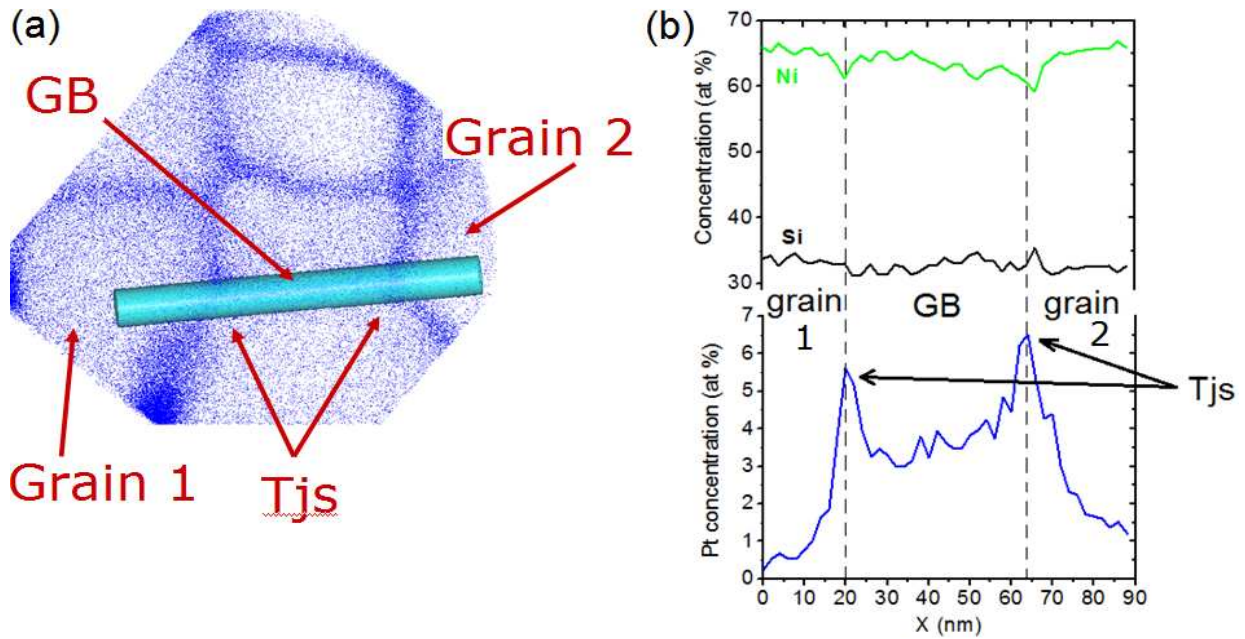 (a)
GB
Grain 2
Grain 1
Tjs
(b)
Concentration (at %)
70
60
50
40
30
Ni
Si
grain
1
GB
grain
2
Tjs
Pt concentration (at %)
7
6
5
4
3
2
1
0
0 10 20 30 40 50 60 70 80 90
X (nm)